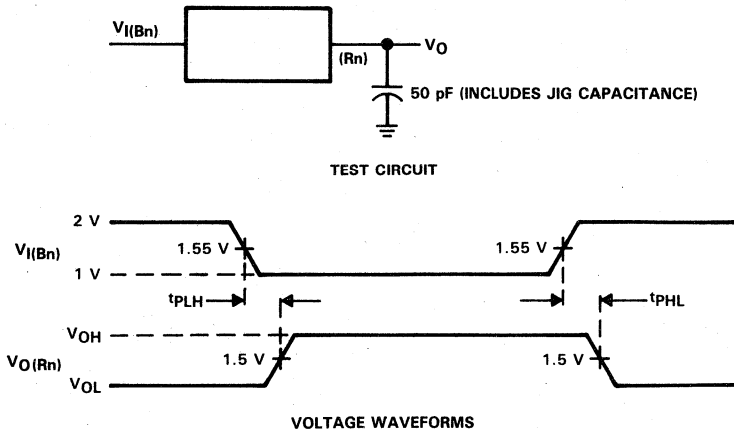 VI(Bn)
(Rn)
VO
50 pF (INCLUDES JIG CAPACITANCE)
TEST CIRCUIT
2 V
VI(Bn)
1.55 V
1.55 V
1 V
tPLH
tPHL
VOH
VO(Rn)
1.5 V
1.5 V
VOL
VOLTAGE WAVEFORMS